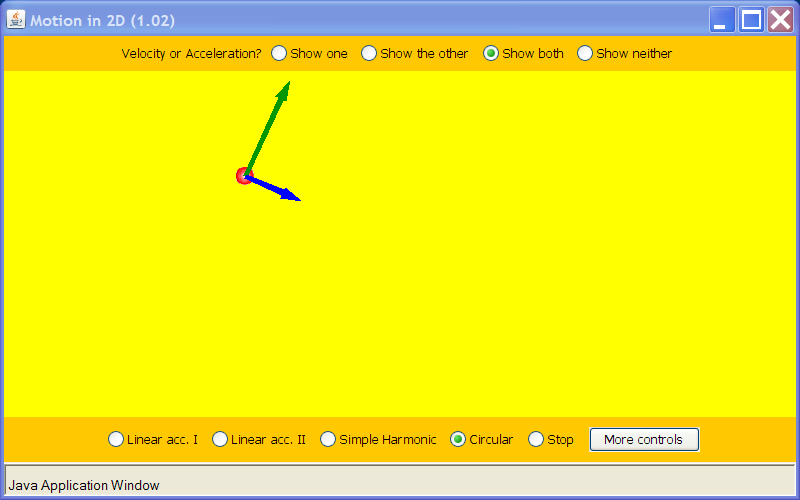 Motion in 2D (1.02)
Velocity or Acceleration? Show one Show the other Show both Show neither
Linear acc. I Linear acc. II Simple Harmonic Circular Stop More controls
Java Application Window